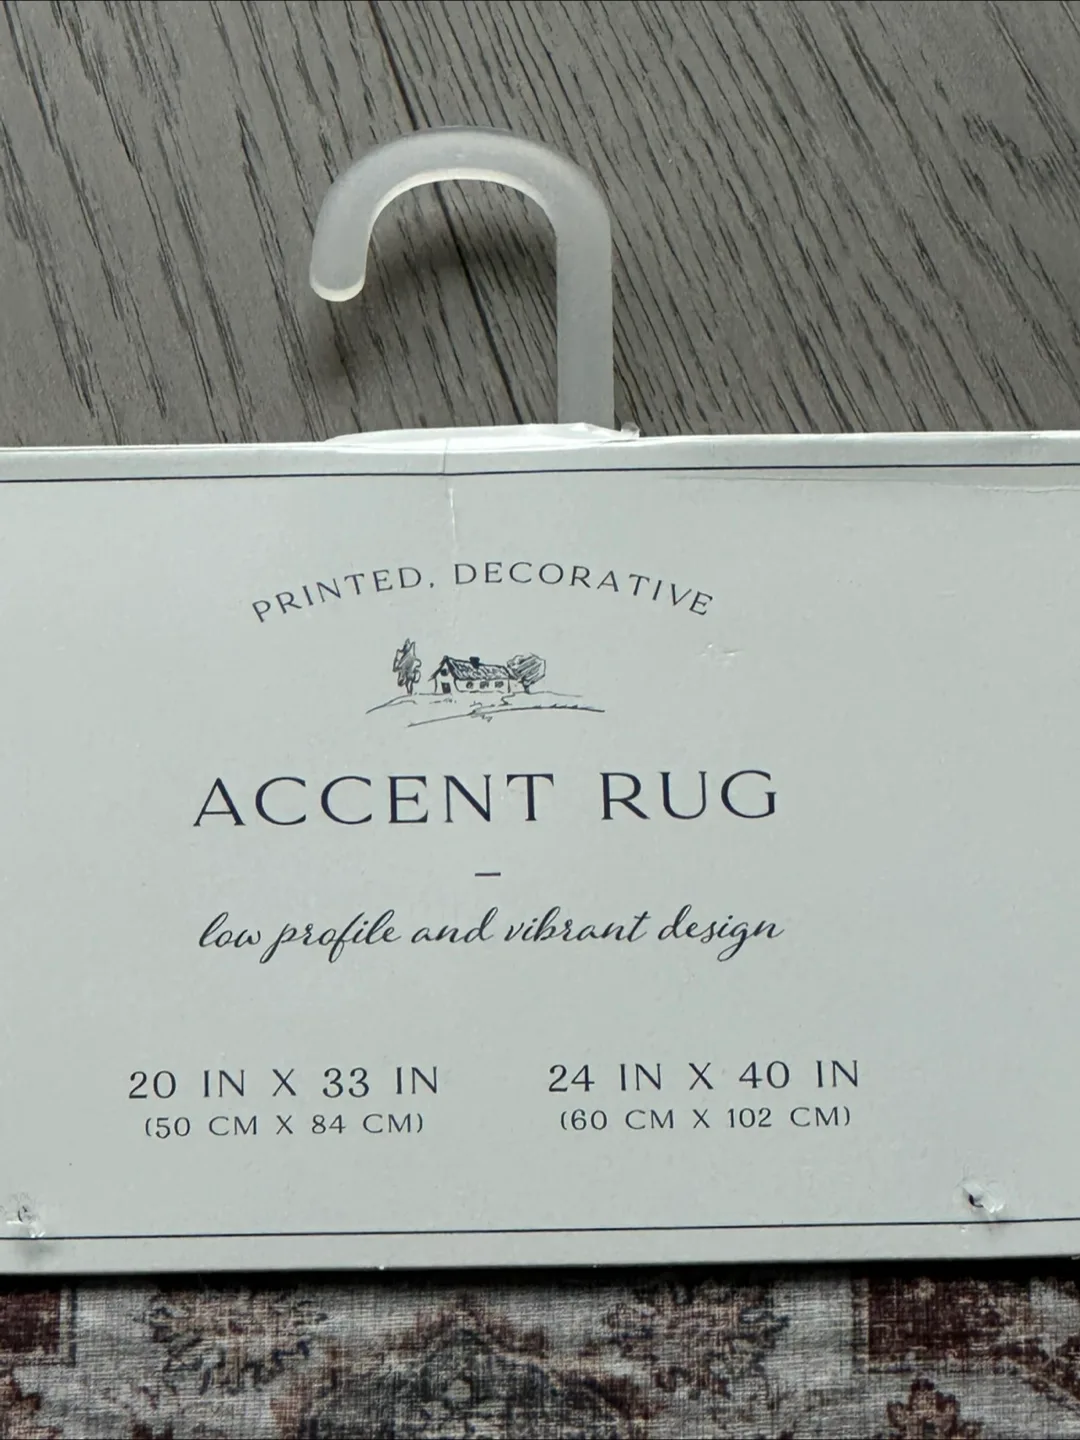 PRINTED, DECORATIVE
ACCENT RUG
–
low profile and vibrant design
20 IN X 33 IN
(50 CM X 84 CM)
24 IN X 40 IN
(60 CM X 102 CM)